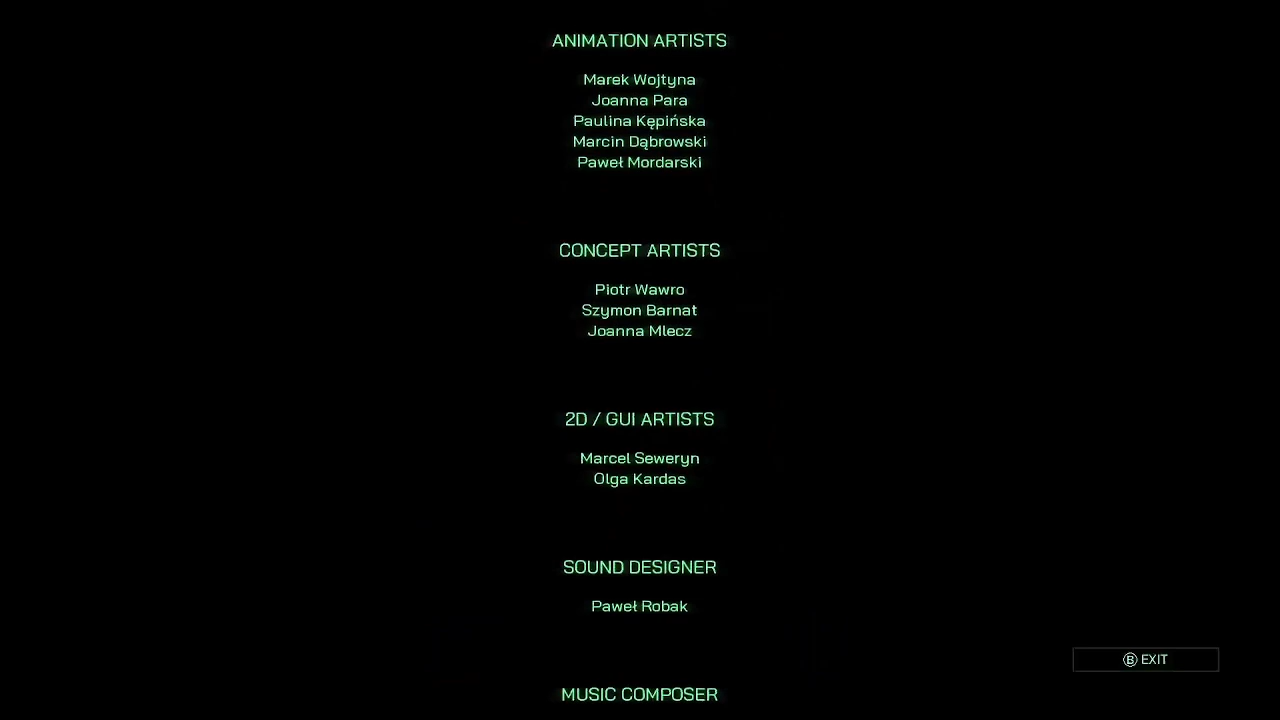 ANIMATION ARTISTS
Marek Wojtyna
Joanna Para
Paulina Kępińska
Marcin Dąbrowski
Paweł Mordarski
CONCEPT ARTISTS
Piotr Wawro
Szymon Barnat
Joanna Mlecz
2D / GUI ARTISTS
Marcel Seweryn
Olga Kardas
SOUND DESIGNER
Paweł Robak
B EXIT
MUSIC COMPOSER